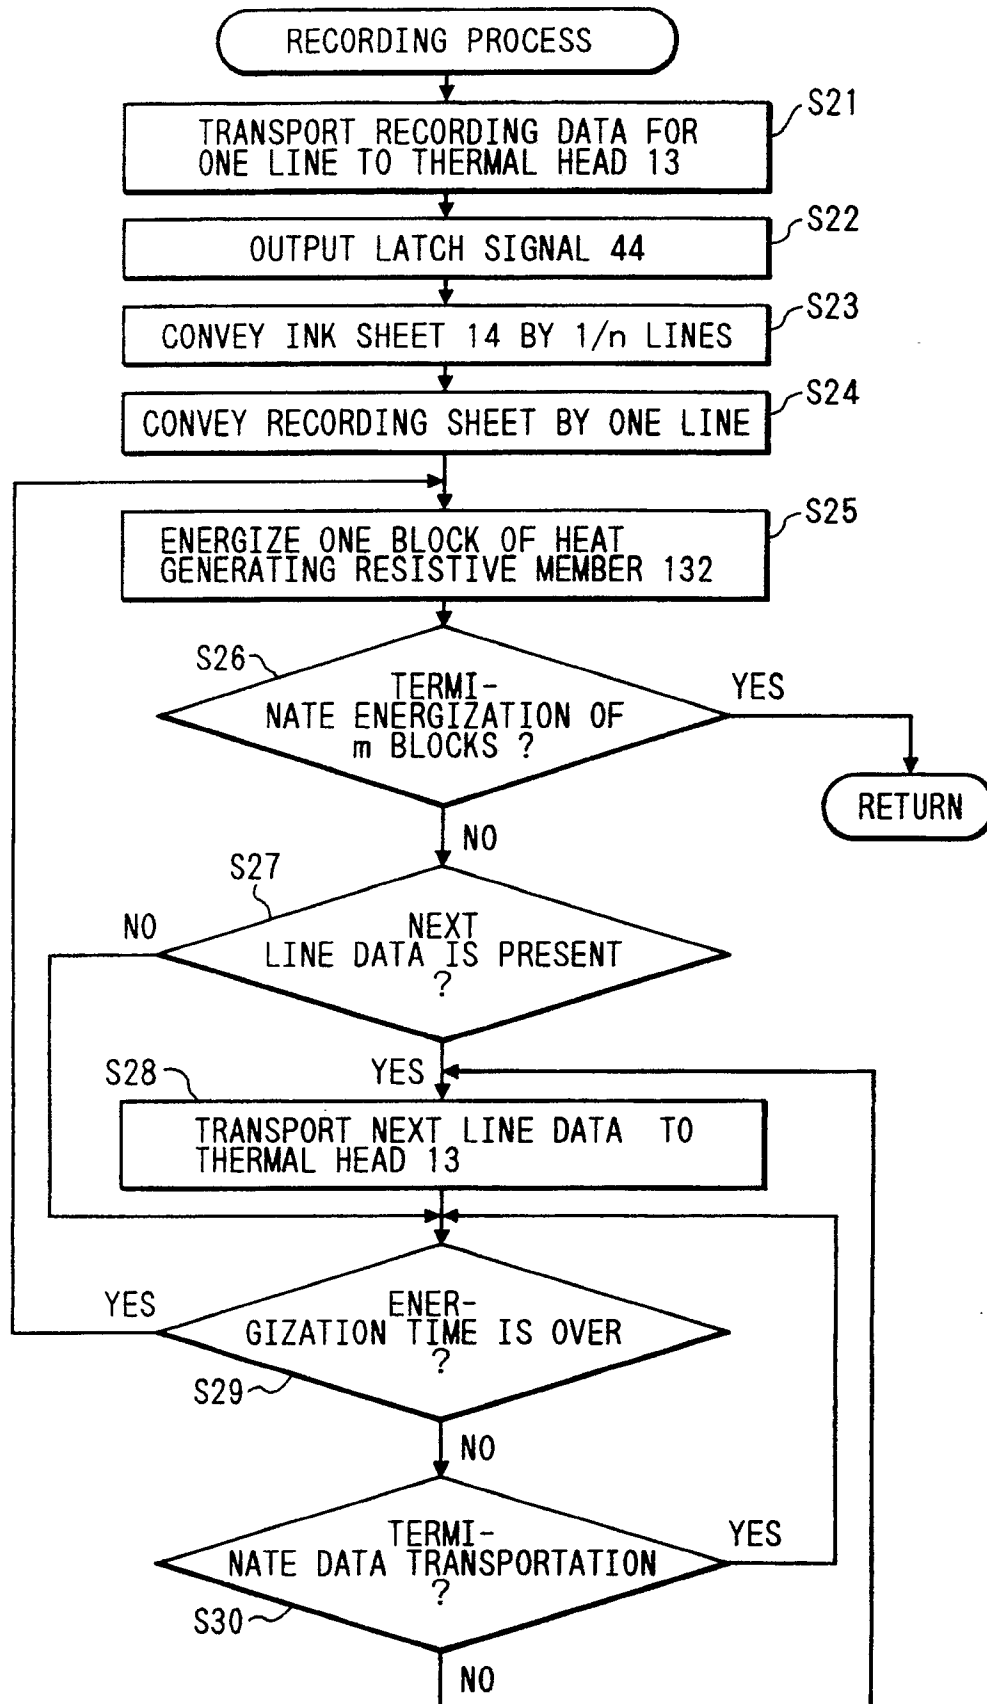 RECORDING PROCESS
S21
TRANSPORT RECORDING DATA FOR
ONE LINE TO THERMAL HEAD 13
S22
OUTPUT LATCH SIGNAL 44
S23
CONVEY INK SHEET 14 BY 1/n LINES
S24
CONVEY RECORDING SHEET BY ONE LINE
S25
ENERGIZE ONE BLOCK OF HEAT
GENERATING RESISTIVE MEMBER 132
S26
TERMI-
NATE ENERGIZATION OF
m BLOCKS ?
YES
RETURN
NO
S27
NO
NEXT
LINE DATA IS PRESENT
?
YES
S28
TRANSPORT NEXT LINE DATA TO
THERMAL HEAD 13
YES
ENER-
GIZATION TIME IS OVER
?
S29
NO
TERMI-
NATE DATA TRANSPORTATION
?
YES
S30
NO